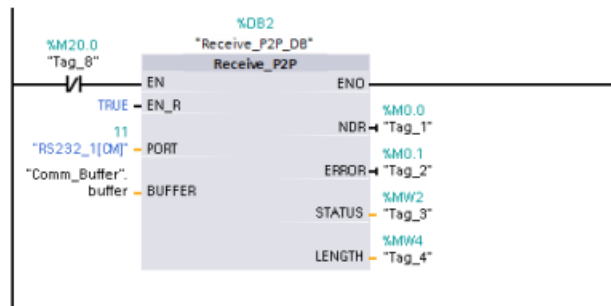 %DB2
"Receive_P2P_DB"
%M20.0
"Tag_8"
Receive_P2P
EN
ENO
TRUE
EN_R
%M0.0
NDR
"Tag_1"
11
"RS232_1[CM]"
PORT
%M0.1
ERROR
"Tag_2"
"Comm_Buffer".
buffer
BUFFER
%MW2
STATUS
"Tag_3"
%MW4
LENGTH
"Tag_4"